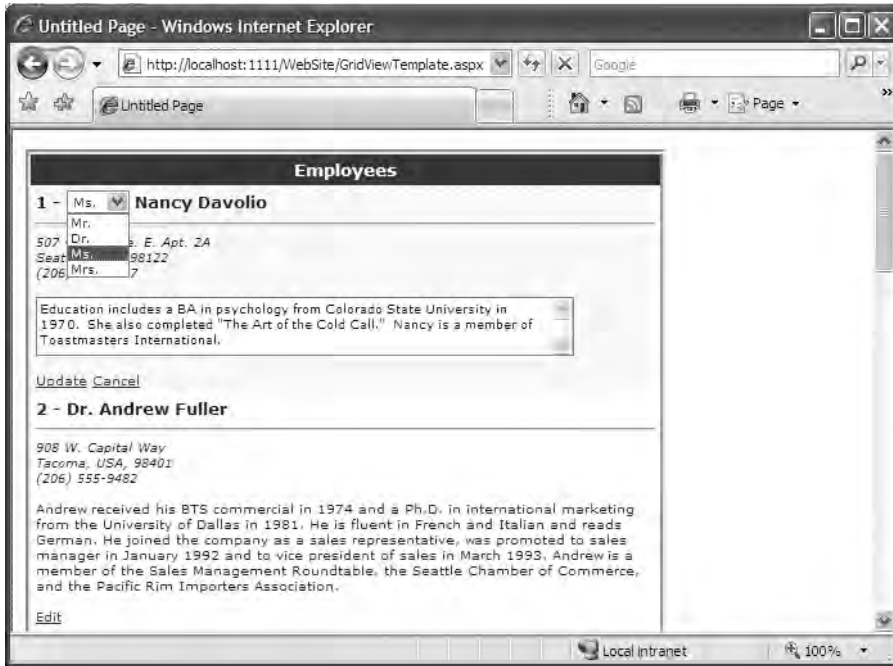 Untitled Page - Windows Internet Explorer
http://localhost:1111/WebSite/GridViewTemplate.aspx
Google
Untitled Page
Page
Employees
1 - Ms. Nancy Davolio
Mr.
Dr.
Ms.
Mrs.
507 E. Apt. 2A
98122
(206) 7
Education includes a BA in psychology from Colorado State University in
1970. She also completed "The Art of the Cold Call." Nancy is a member of
Toastmasters International.
Update Cancel
2 - Dr. Andrew Fuller
908 W. Capital Way
Tacoma, USA, 98401
(206) 555-9482
Andrew received his BTS commercial in 1974 and a Ph.D. in international marketing
from the University of Dallas in 1981. He is fluent in French and Italian and reads
German. He joined the company as a sales representative, was promoted to sales
manager in January 1992 and to vice president of sales in March 1993. Andrew is a
member of the Sales Management Roundtable, the Seattle Chamber of Commerce,
and the Pacific Rim Importers Association.
Edit
Local intranet
100%